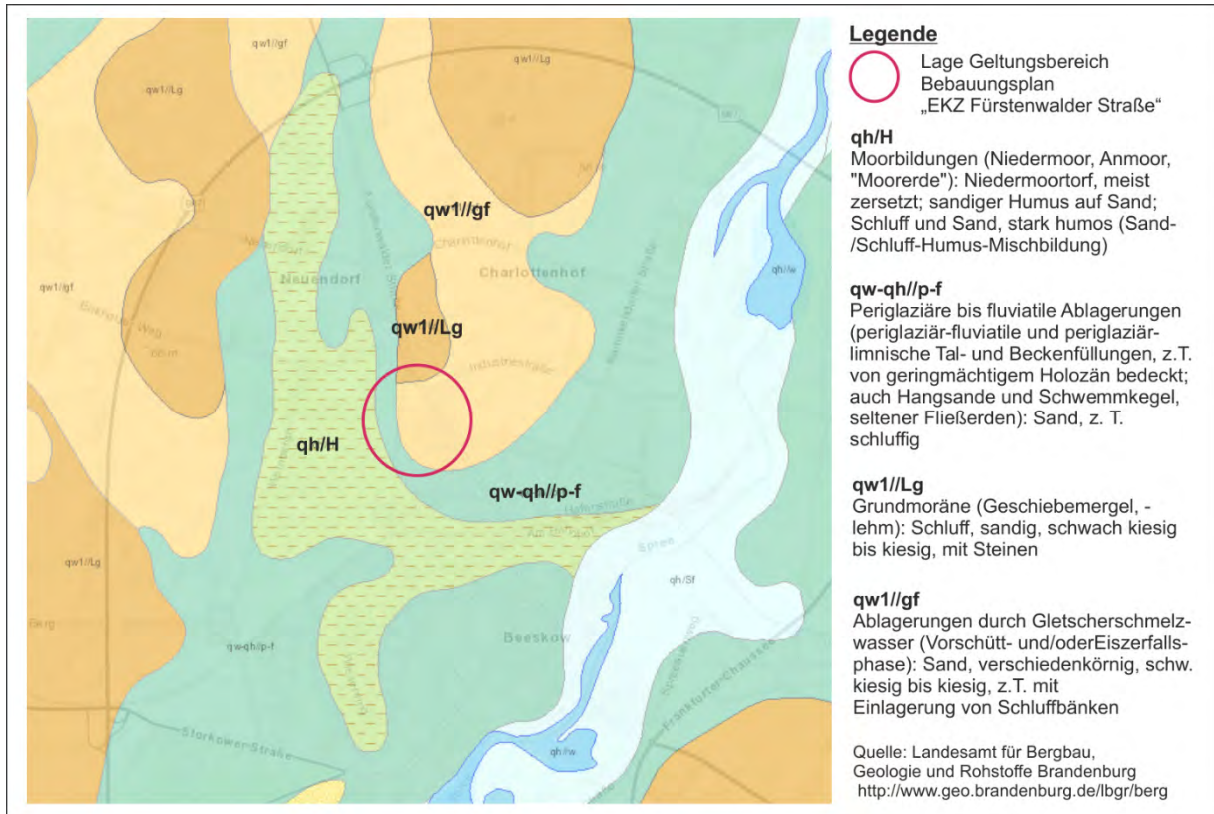 qw1//gf
qw1//Lg
qw1//Lg
qw1//gf
Charlottenhof
Neuendorf
Charlottenhof
qh//w
qw1//gf
qw1//Lg
Industriestraße
qh/H
qw-qh//p-f
Spree
qw1//Lg
qh/Sf
Berg
Beeskow
qw-qh//p-f
Frankfurter-Chaussee
Storkower-Straße
qh//w
Legende
Lage Geltungsbereich
Bebauungsplan
„EKZ Fürstenwalder Straße“
qh/H
Moorbildungen (Niedermoor, Anmoor,
"Moorerde"): Niedermoortorf, meist
zersetzt; sandiger Humus auf Sand;
Schluff und Sand, stark humos (Sand-
/Schluff-Humus-Mischbildung)
qw-qh//p-f
Periglaziäre bis fluviatile Ablagerungen
(periglaziär-fluviatile und periglaziär-
limnische Tal- und Beckenfüllungen, z.T.
von geringmächtigem Holozän bedeckt;
auch Hangsande und Schwemmkegel,
seltener Fließerden): Sand, z. T.
schluffig
qw1//Lg
Grundmoräne (Geschiebemergel, -
lehm): Schluff, sandig, schwach kiesig
bis kiesig, mit Steinen
qw1//gf
Ablagerungen durch Gletscherschmelz-
wasser (Vorschütt- und/oderEiszerfalls-
phase): Sand, verschiedenkörnig, schw.
kiesig bis kiesig, z.T. mit
Einlagerung von Schluffbänken
Quelle: Landesamt für Bergbau,
Geologie und Rohstoffe Brandenburg
http://www.geo.brandenburg.de/lbgr/berg